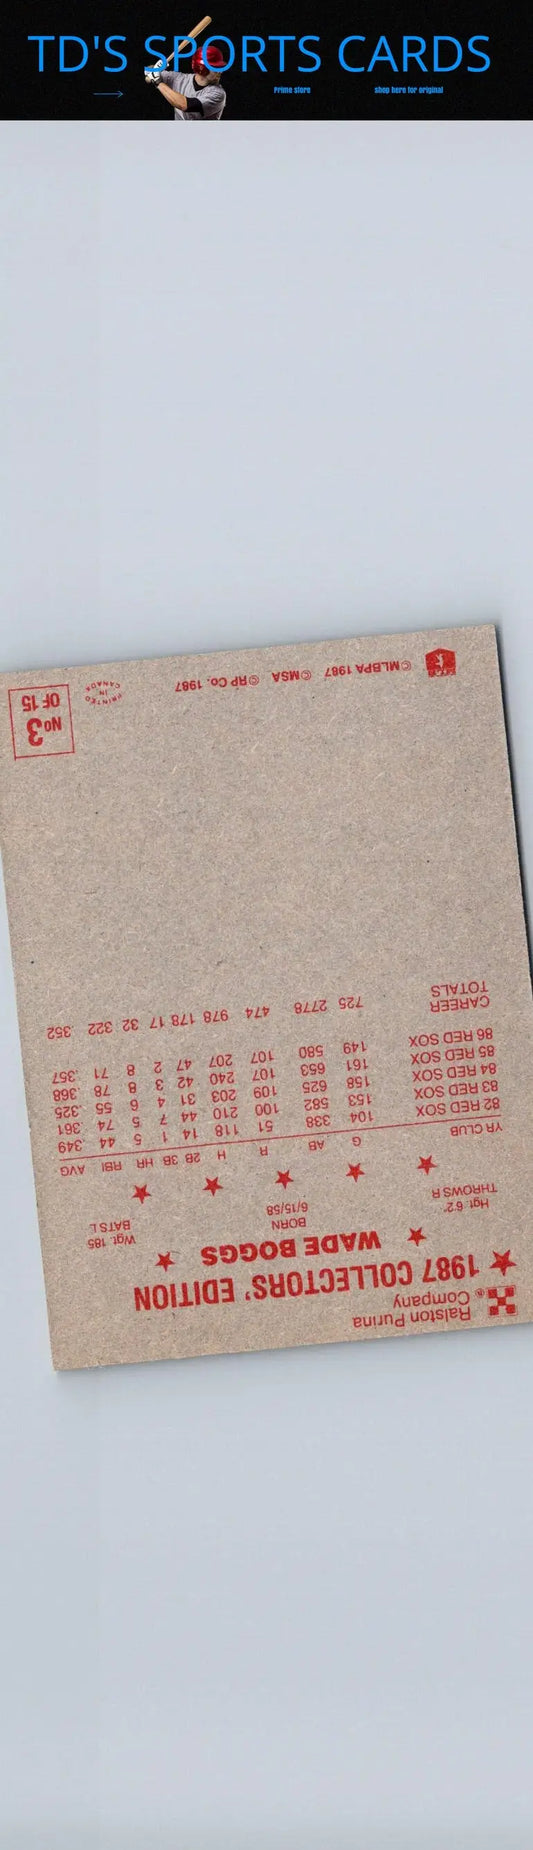 TD'S SPORTS CARDS
Prime store
shop here for original
Ralston Purina
Company ®
1987 COLLECTORS' EDITION
WADE BOGGS
Hgt. 6'2" BORN Wgt. 185
THROWS R 6/15/58 BATS L
YR CLUB G AB R H 2B 3B HR RBI AVG
82 RED SOX 104 338 51 118 14 1 5 44 .349
83 RED SOX 153 582 100 210 44 7 5 74 .361
84 RED SOX 158 625 109 203 31 4 6 55 .325
85 RED SOX 161 653 107 240 42 3 8 78 .368
86 RED SOX 149 580 107 207 47 2 8 71 .357
CAREER
TOTALS 725 2778 474 978 178 17 32 322 .352
No 3
OF 15
PRINTED
IN
CANADA
©MLBPA 1987 ©MSA ©RP Co. 1987